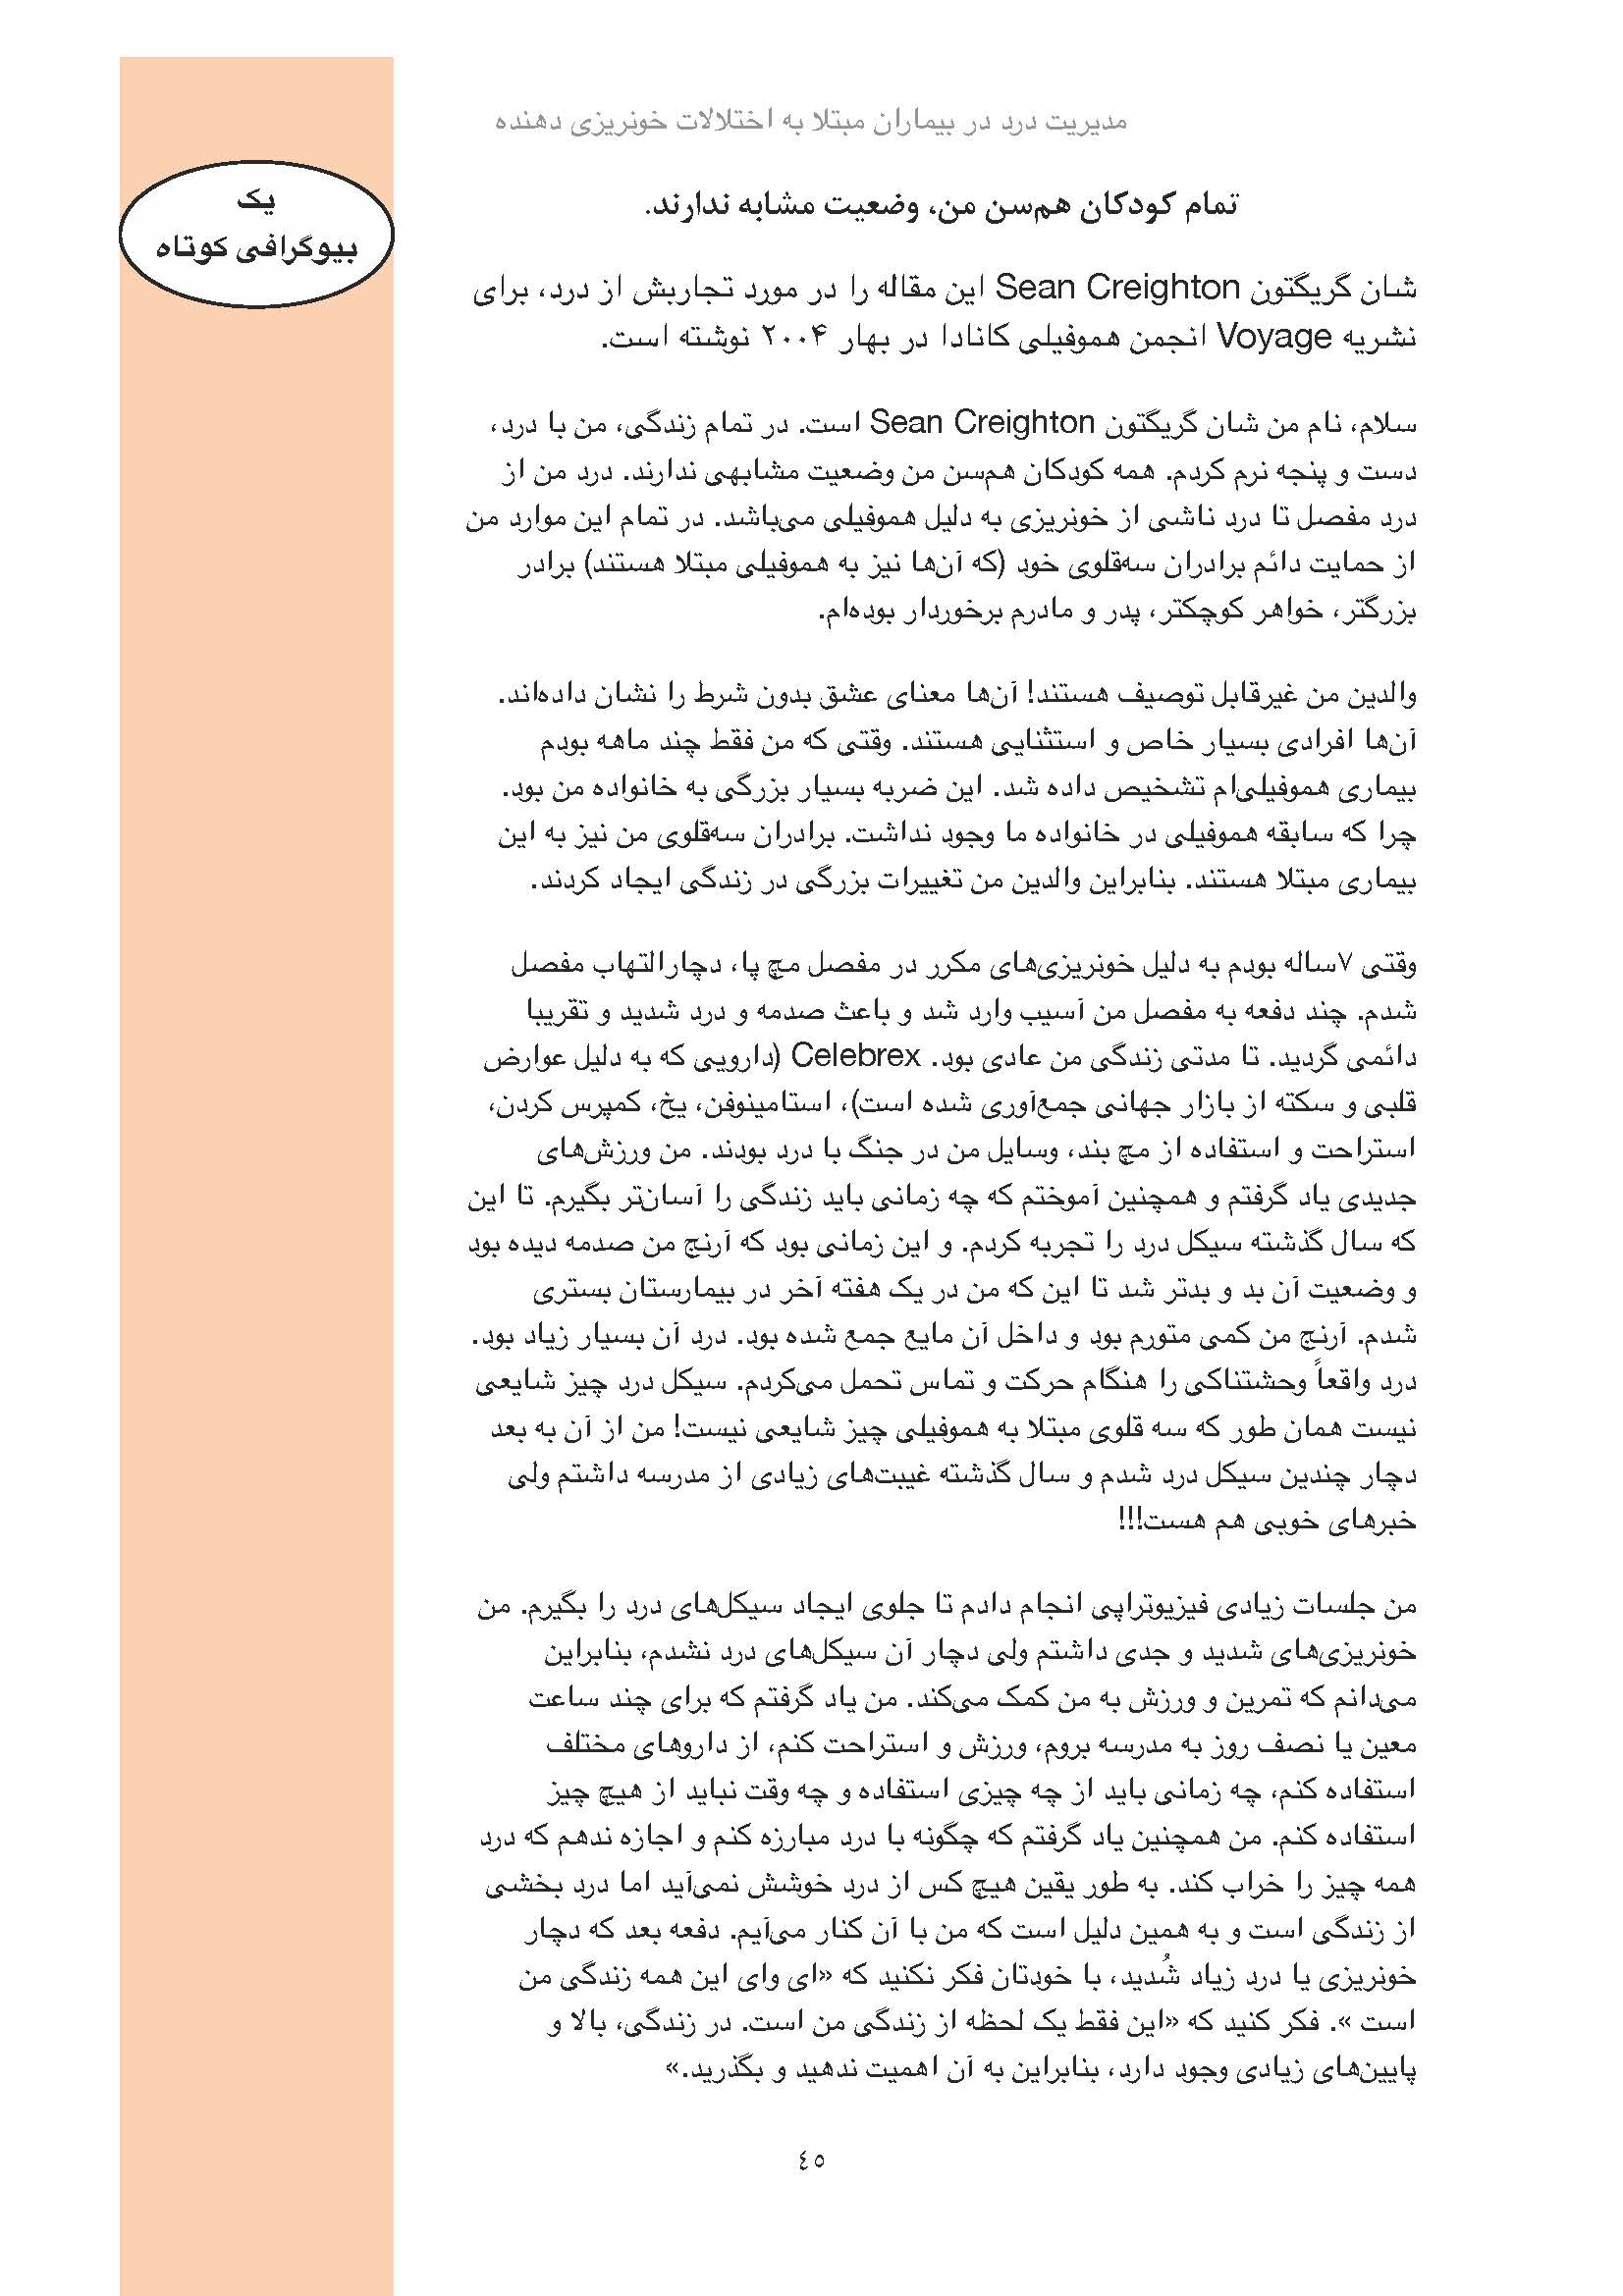 مدیریت درد در بیماران مبتلا به اختلالات خونریزی دهنده
یک
بیوگرافی کوتاه
تمام کودکان هم‌سن من، وضعیت مشابه ندارند.
شان گریگتون Sean Creighton این مقاله را در مورد تجاربش از درد، برای
نشریه Voyage انجمن هموفیلی کانادا در بهار ۲۰۰۴ نوشته است.
سلام، نام من شان گریگتون Sean Creighton است. در تمام زندگی، من با درد،
دست و پنجه نرم کردم. همه کودکان هم‌سن من وضعیت مشابهی ندارند. درد من از
درد مفصل تا درد ناشی از خونریزی به دلیل هموفیلی می‌باشد. در تمام این موارد من
از حمایت دائم برادران سه‌قلوی خود (که آن‌ها نیز به هموفیلی مبتلا هستند) برادر
بزرگتر، خواهر کوچکتر، پدر و مادرم برخوردار بوده‌ام.
والدین من غیرقابل توصیف هستند! آن‌ها معنای عشق بدون شرط را نشان داده‌اند.
آن‌ها افرادی بسیار خاص و استثنایی هستند. وقتی که من فقط چند ماهه بودم
بیماری هموفیلی‌ام تشخیص داده شد. این ضربه بسیار بزرگی به خانواده من بود.
چرا که سابقه هموفیلی در خانواده ما وجود نداشت. برادران سه‌قلوی من نیز به این
بیماری مبتلا هستند. بنابراین والدین من تغییرات بزرگی در زندگی ایجاد کردند.
وقتی ۷ساله بودم به دلیل خونریزی‌های مکرر در مفصل مچ پا، دچارالتهاب مفصل
شدم. چند دفعه به مفصل من آسیب وارد شد و باعث صدمه و درد شدید و تقریبا
دائمی گردید. تا مدتی زندگی من عادی بود. Celebrex (دارویی که به دلیل عوارض
قلبی و سکته از بازار جهانی جمع‌آوری شده است)، استامینوفن، یخ، کمپرس کردن،
استراحت و استفاده از مچ بند، وسایل من در جنگ با درد بودند. من ورزش‌های
جدیدی یاد گرفتم و همچنین آموختم که چه زمانی باید زندگی را آسان‌تر بگیرم. تا این
که سال گذشته سیکل درد را تجربه کردم. و این زمانی بود که آرنج من صدمه دیده بود
و وضعیت آن بد و بدتر شد تا این که من در یک هفته آخر در بیمارستان بستری
شدم. آرنج من کمی متورم بود و داخل آن مایع جمع شده بود. درد آن بسیار زیاد بود.
درد واقعاً وحشتناکی را هنگام حرکت و تماس تحمل می‌کردم. سیکل درد چیز شایعی
نیست همان طور که سه قلوی مبتلا به هموفیلی چیز شایعی نیست! من از آن به بعد
دچار چندین سیکل درد شدم و سال گذشته غیبت‌های زیادی از مدرسه داشتم ولی
خبرهای خوبی هم هست!!!
من جلسات زیادی فیزیوتراپی انجام دادم تا جلوی ایجاد سیکل‌های درد را بگیرم. من
خونریزی‌های شدید و جدی داشتم ولی دچار آن سیکل‌های درد نشدم، بنابراین
می‌دانم که تمرین و ورزش به من کمک می‌کند. من یاد گرفتم که برای چند ساعت
معین یا نصف روز به مدرسه بروم، ورزش و استراحت کنم، از داروهای مختلف
استفاده کنم، چه زمانی باید از چه چیزی استفاده و چه وقت نباید از هیچ چیز
استفاده کنم. من همچنین یاد گرفتم که چگونه با درد مبارزه کنم و اجازه ندهم که درد
همه چیز را خراب کند. به طور یقین هیچ کس از درد خوشش نمی‌آید اما درد بخشی
از زندگی است و به همین دلیل است که من با آن کنار می‌آیم. دفعه بعد که دچار
خونریزی یا درد زیاد شُدید، با خودتان فکر نکنید که «ای وای این همه زندگی من
است ». فکر کنید که «این فقط یک لحظه از زندگی من است. در زندگی، بالا و
پایین‌های زیادی وجود دارد، بنابراین به آن اهمیت ندهید و بگذرید.»
٤٥